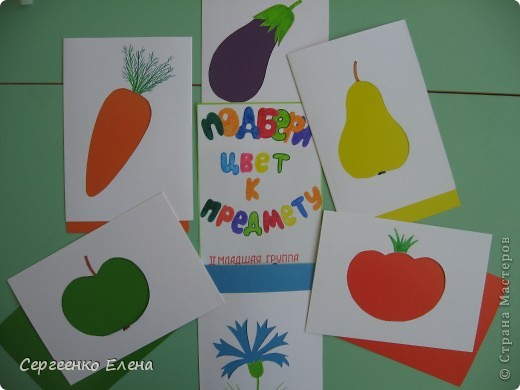 ПОДБЕРИ
ЦВЕТ
К
ПРЕДМЕТУ
II МЛАДШАЯ ГРУППА
Сергеенко Елена
© Страна Мастеров